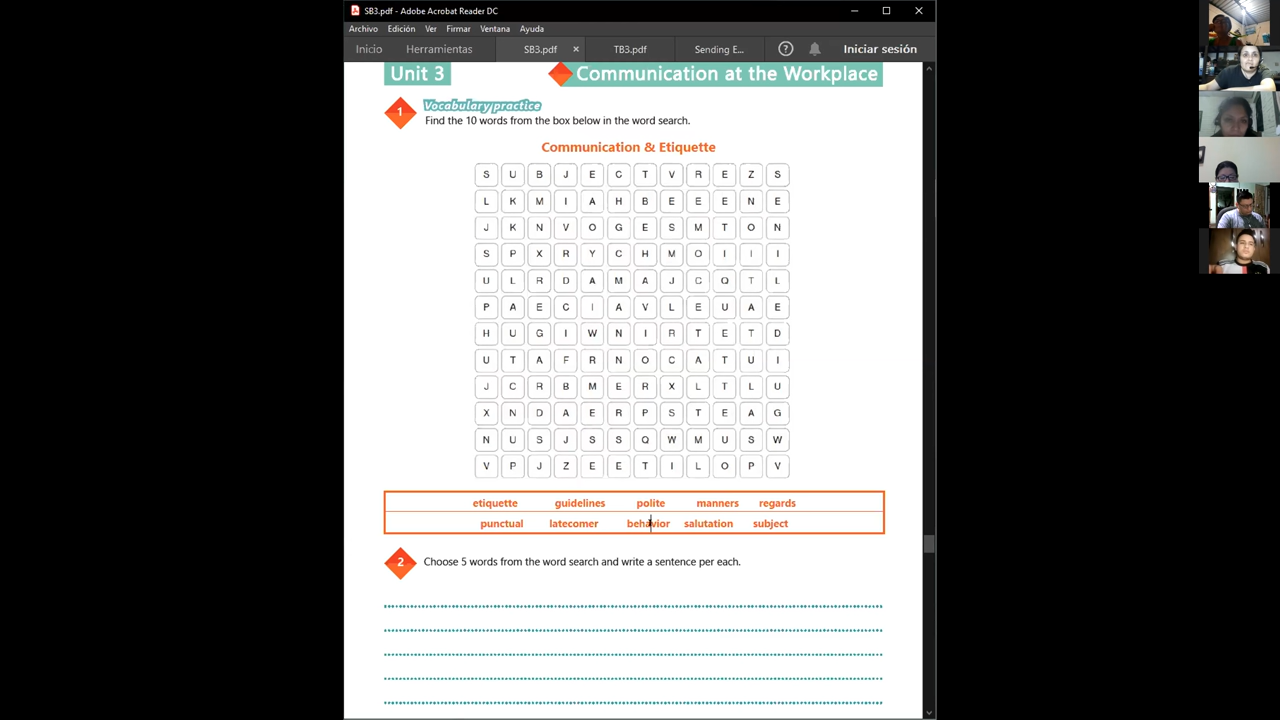 SB3.pdf - Adobe Acrobat Reader DC
Archivo Edición Ver Firmar Ventana Ayuda
Inicio Herramientas SB3.pdf × TB3.pdf Sending E... ? Iniciar sesión
Unit 3 Communication at the Workplace
1 Vocabulary practice
Find the 10 words from the box below in the word search.
Communication & Etiquette
S U B J E C T V R E Z S
L K M I A H B E E E N E
J K N V O G E S M T O N
S P X R Y C H M O I I I
U L R D A M A J C Q T L
P A E C I A V L E U A E
H U G I W N I R T E T D
U T A F R N O C A T U I
J C R B M E R X L T L U
X N D A E R P S T E A G
N U S J S S Q W M U S W
V P J Z E E T I L O P V
etiquette guidelines polite manners regards
punctual latecomer behavior salutation subject
2 Choose 5 words from the word search and write a sentence per each.